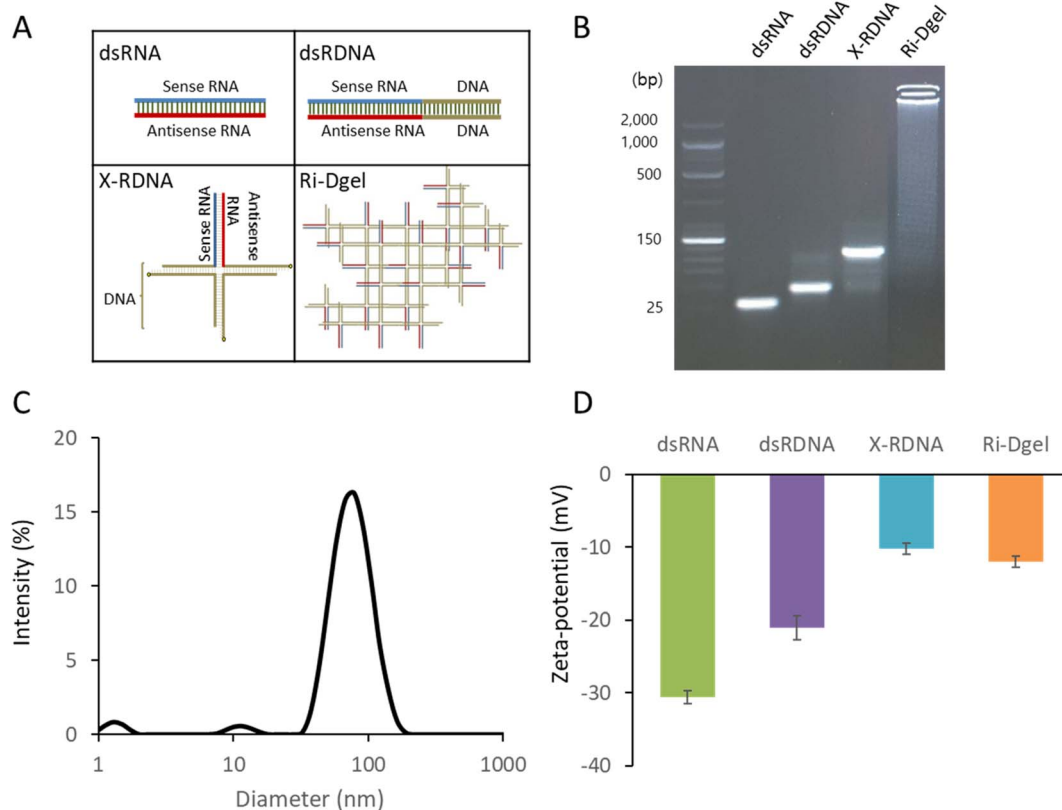 A
dsRNA
Sense RNA
Antisense RNA
dsRDNA
Sense RNA DNA
Antisense RNA DNA
X-RDNA
Sense RNA
RNA
Antisense
DNA
Ri-Dgel
B
dsRNA
dsRDNA
X-RDNA
Ri-Dgel
(bp)
2,000
1,000
500
150
25
C
20
15
10
5
0
Intensity (%)
1 10 100 1000
Diameter (nm)
D
dsRNA dsRDNA X-RDNA Ri-Dgel
0
-10
-20
-30
-40
Zeta-potential (mV)